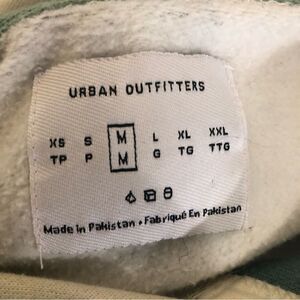 URBAN OUTFITTERS
XS S M L XL XXL
TP P M G TG TTG
Made in Pakistan • Fabriqué En Pakistan